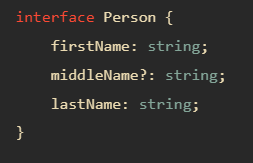 interface Person {
    firstName: string;
    middleName?: string;
    lastName: string;
}